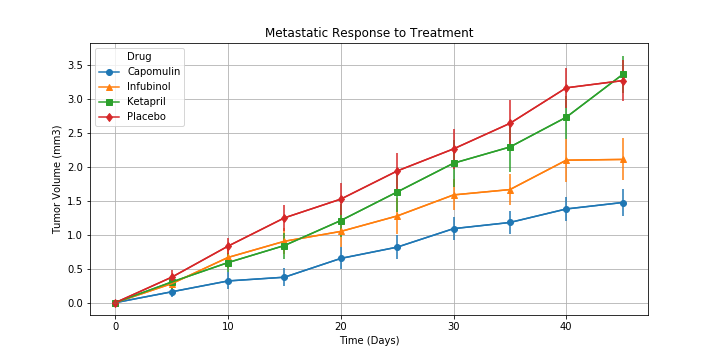 Metastatic Response to Treatment
Drug
Capomulin
Infubinol
Ketapril
Placebo
Tumor Volume (mm3)
3.5
3.0
2.5
2.0
1.5
1.0
0.5
0.0
0
10
20
30
40
Time (Days)